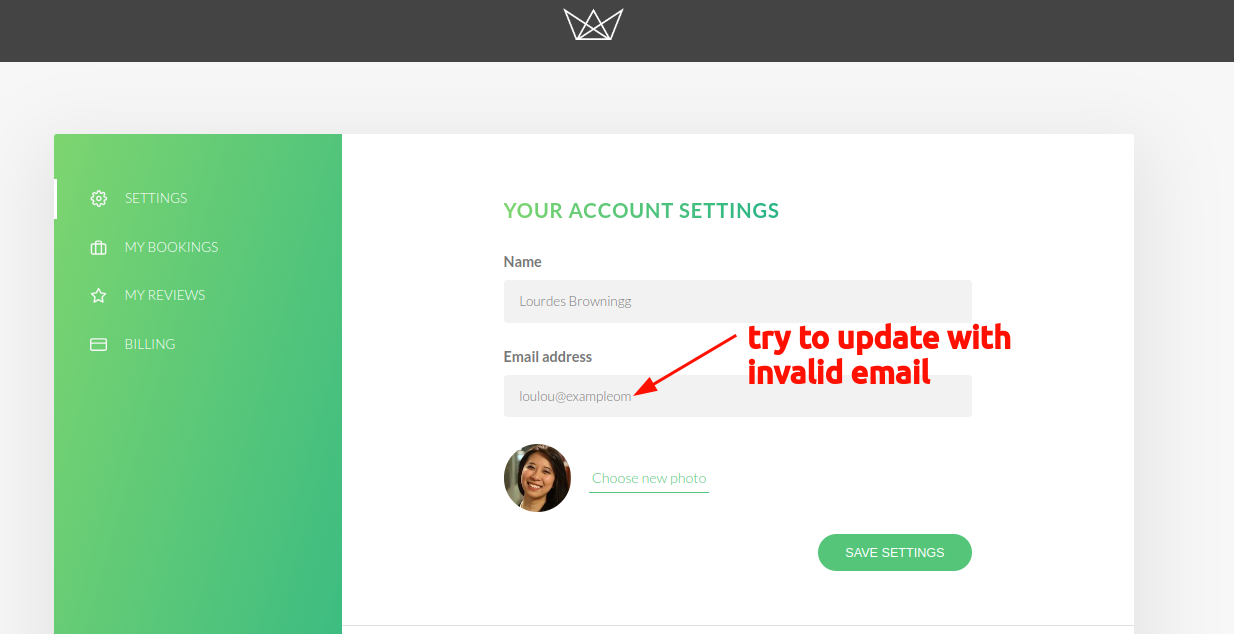 SETTINGS
MY BOOKINGS
MY REVIEWS
BILLING
YOUR ACCOUNT SETTINGS
Name
Lourdes Browningg
try to update with
invalid email
Email address
loulou@exampleom
Choose new photo
SAVE SETTINGS